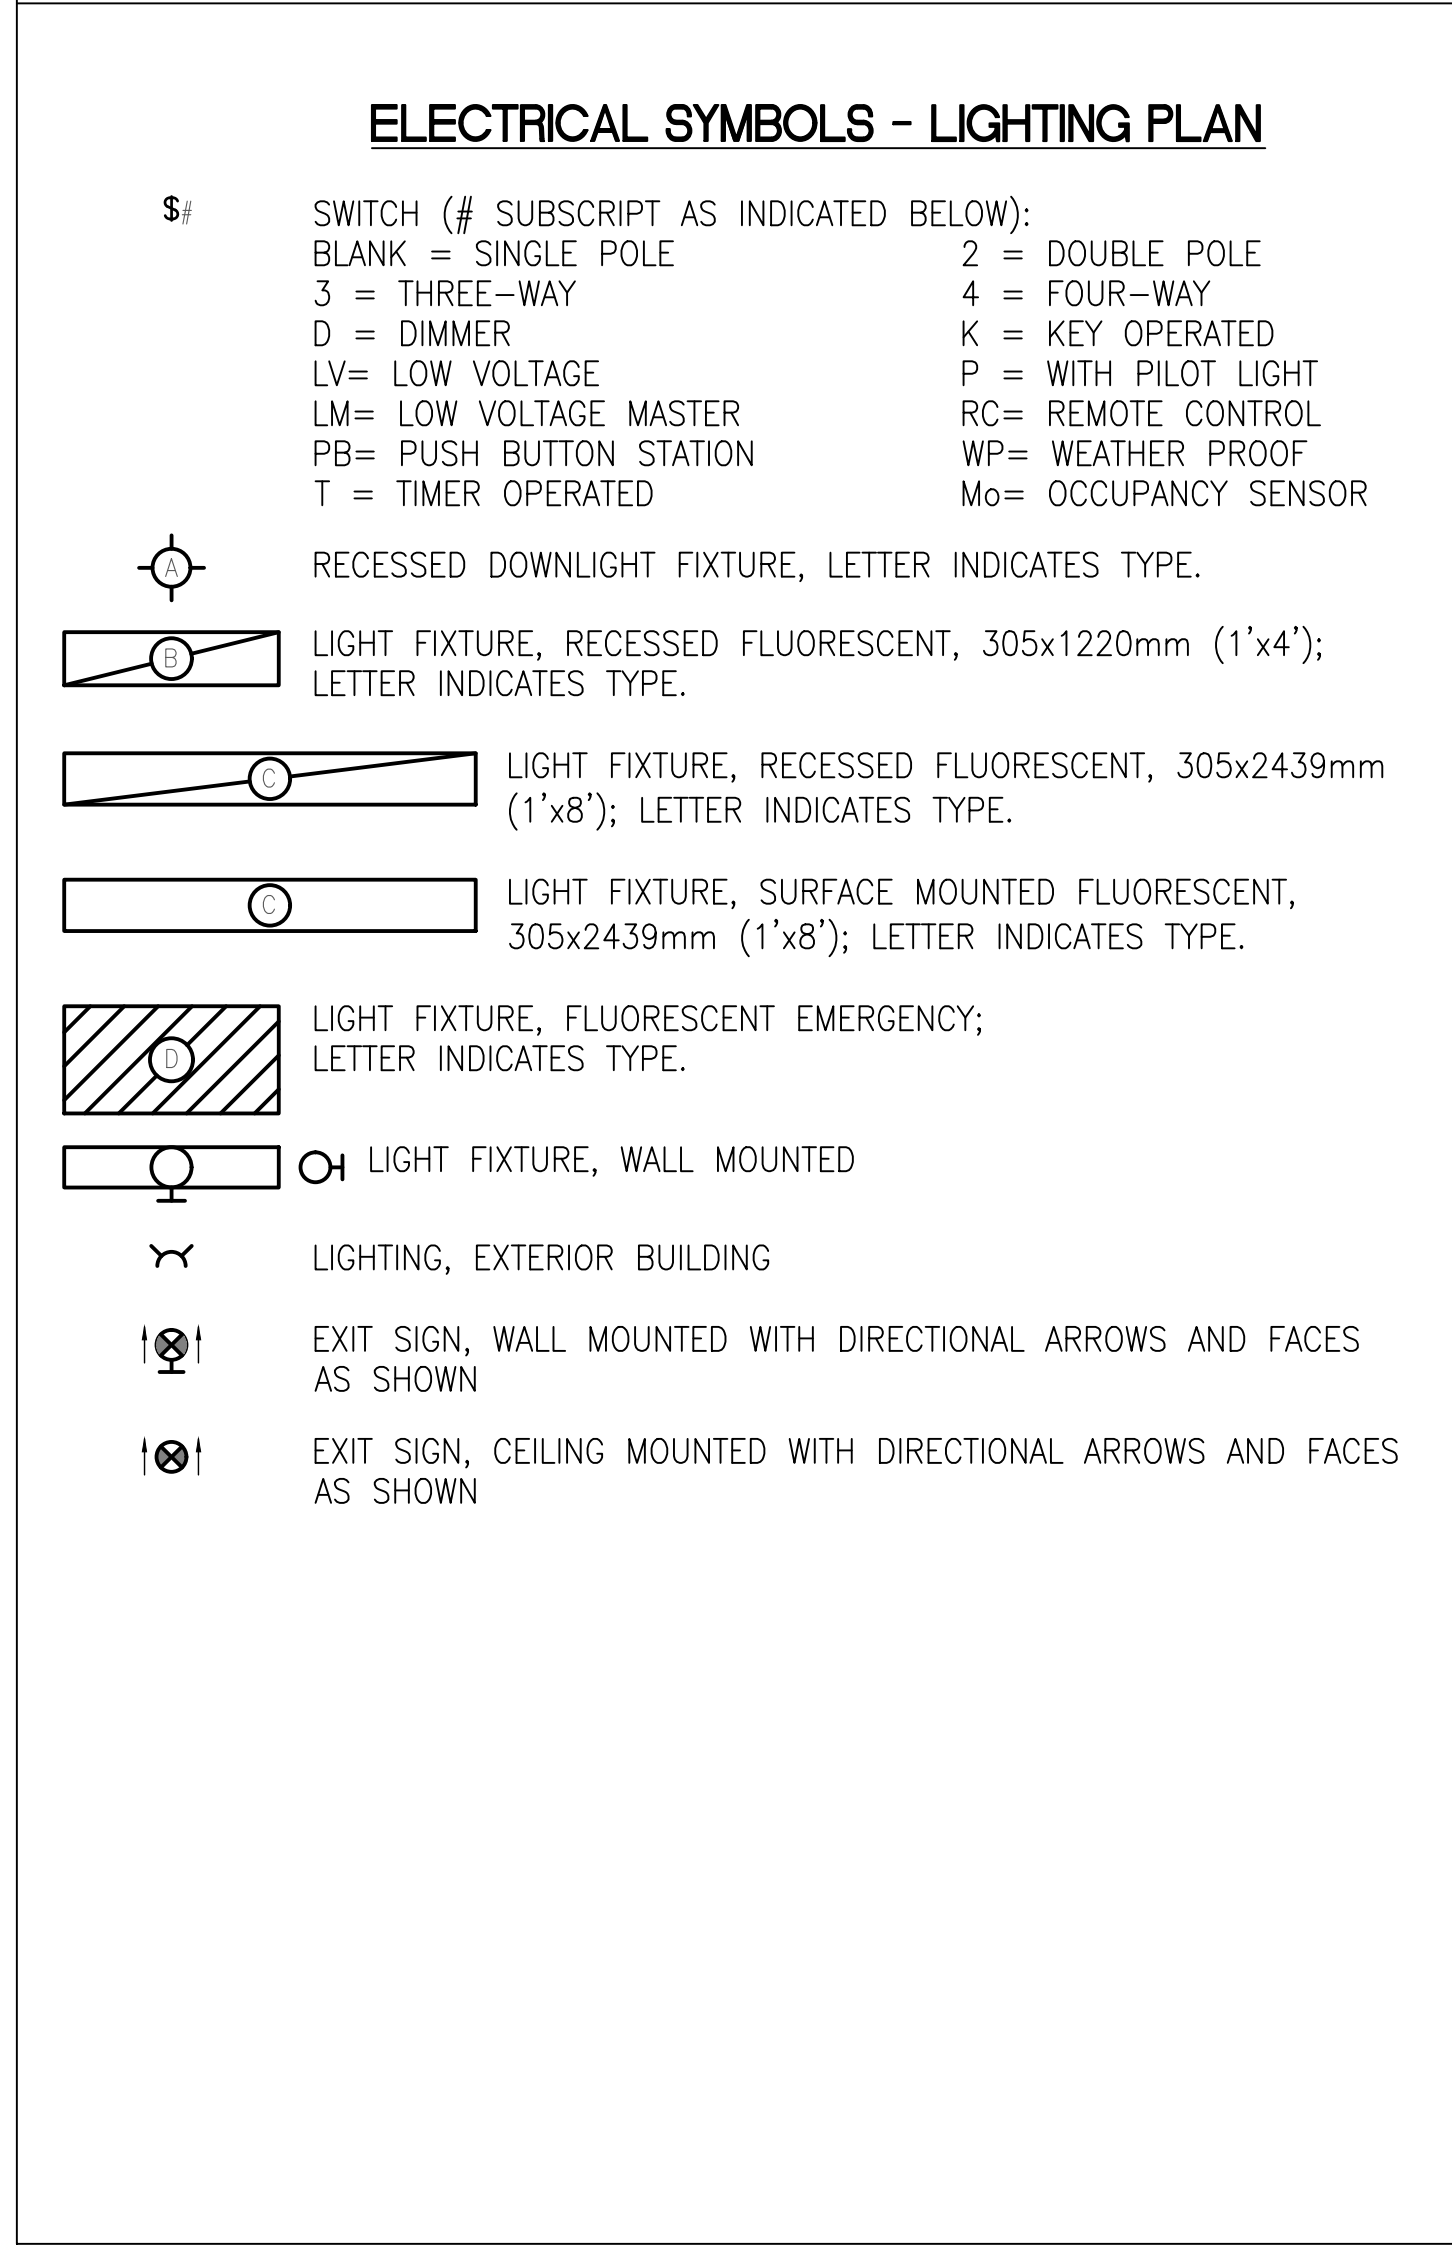 ELECTRICAL SYMBOLS - LIGHTING PLAN
$# SWITCH (# SUBSCRIPT AS INDICATED BELOW):
BLANK = SINGLE POLE 2 = DOUBLE POLE
3 = THREE-WAY 4 = FOUR-WAY
D = DIMMER K = KEY OPERATED
LV= LOW VOLTAGE P = WITH PILOT LIGHT
LM= LOW VOLTAGE MASTER RC= REMOTE CONTROL
PB= PUSH BUTTON STATION WP= WEATHER PROOF
T = TIMER OPERATED Mo= OCCUPANCY SENSOR
A RECESSED DOWNLIGHT FIXTURE, LETTER INDICATES TYPE.
B LIGHT FIXTURE, RECESSED FLUORESCENT, 305x1220mm (1'x4');
LETTER INDICATES TYPE.
C LIGHT FIXTURE, RECESSED FLUORESCENT, 305x2439mm
(1'x8'); LETTER INDICATES TYPE.
C LIGHT FIXTURE, SURFACE MOUNTED FLUORESCENT,
305x2439mm (1'x8'); LETTER INDICATES TYPE.
D LIGHT FIXTURE, FLUORESCENT EMERGENCY;
LETTER INDICATES TYPE.
LIGHT FIXTURE, WALL MOUNTED
LIGHTING, EXTERIOR BUILDING
EXIT SIGN, WALL MOUNTED WITH DIRECTIONAL ARROWS AND FACES
AS SHOWN
EXIT SIGN, CEILING MOUNTED WITH DIRECTIONAL ARROWS AND FACES
AS SHOWN